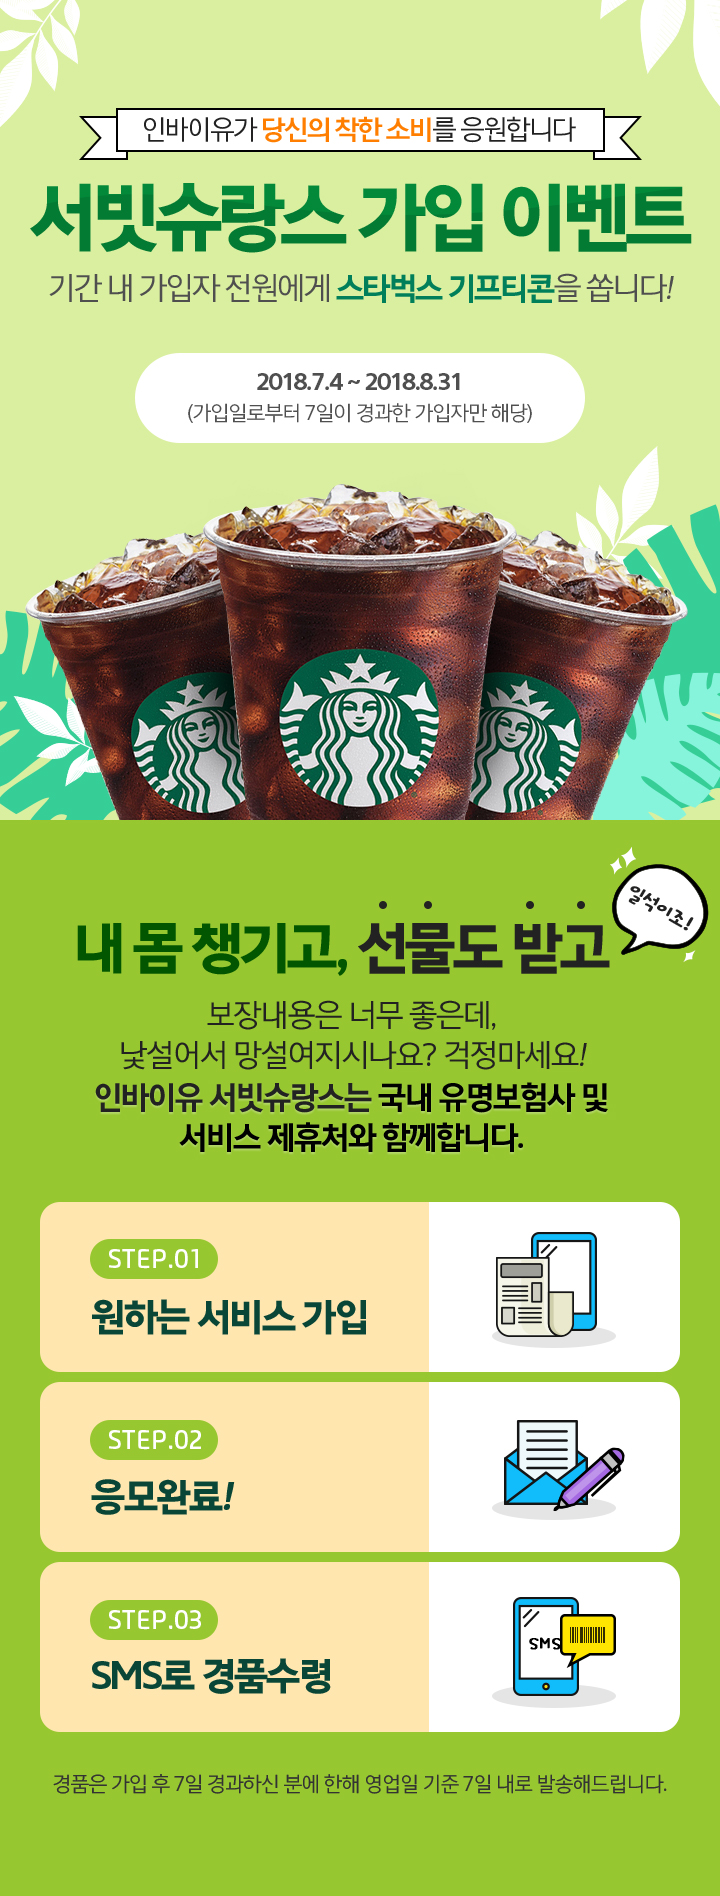 인바이유가 당신의 착한 소비를 응원합니다
서빗슈랑스 가입 이벤트
기간 내 가입자 전원에게 스타벅스 기프티콘을 쏩니다!
2018.7.4 ~ 2018.8.31
(가입일로부터 7일이 경과한 가입자만 해당)
일석이조!
내 몸 챙기고, 선물도 받고
보장내용은 너무 좋은데,
낯설어서 망설여지시나요? 걱정마세요!
인바이유 서빗슈랑스는 국내 유명보험사 및
서비스 제휴처와 함께합니다.
STEP.01
원하는 서비스 가입
STEP.02
응모완료!
STEP.03
SMS로 경품수령
SMS
경품은 가입 후 7일 경과하신 분에 한해 영업일 기준 7일 내로 발송해드립니다.